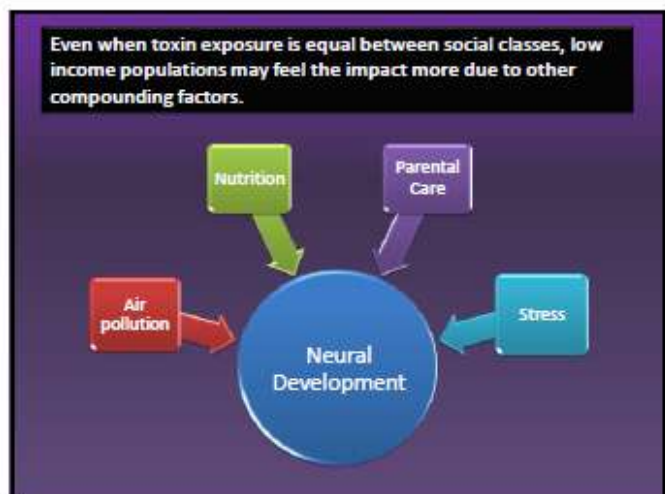 Even when toxin exposure is equal between social classes, low
income populations may feel the impact more due to other
compounding factors.
Nutrition
Parental
Care
Air
pollution
Stress
Neural
Development